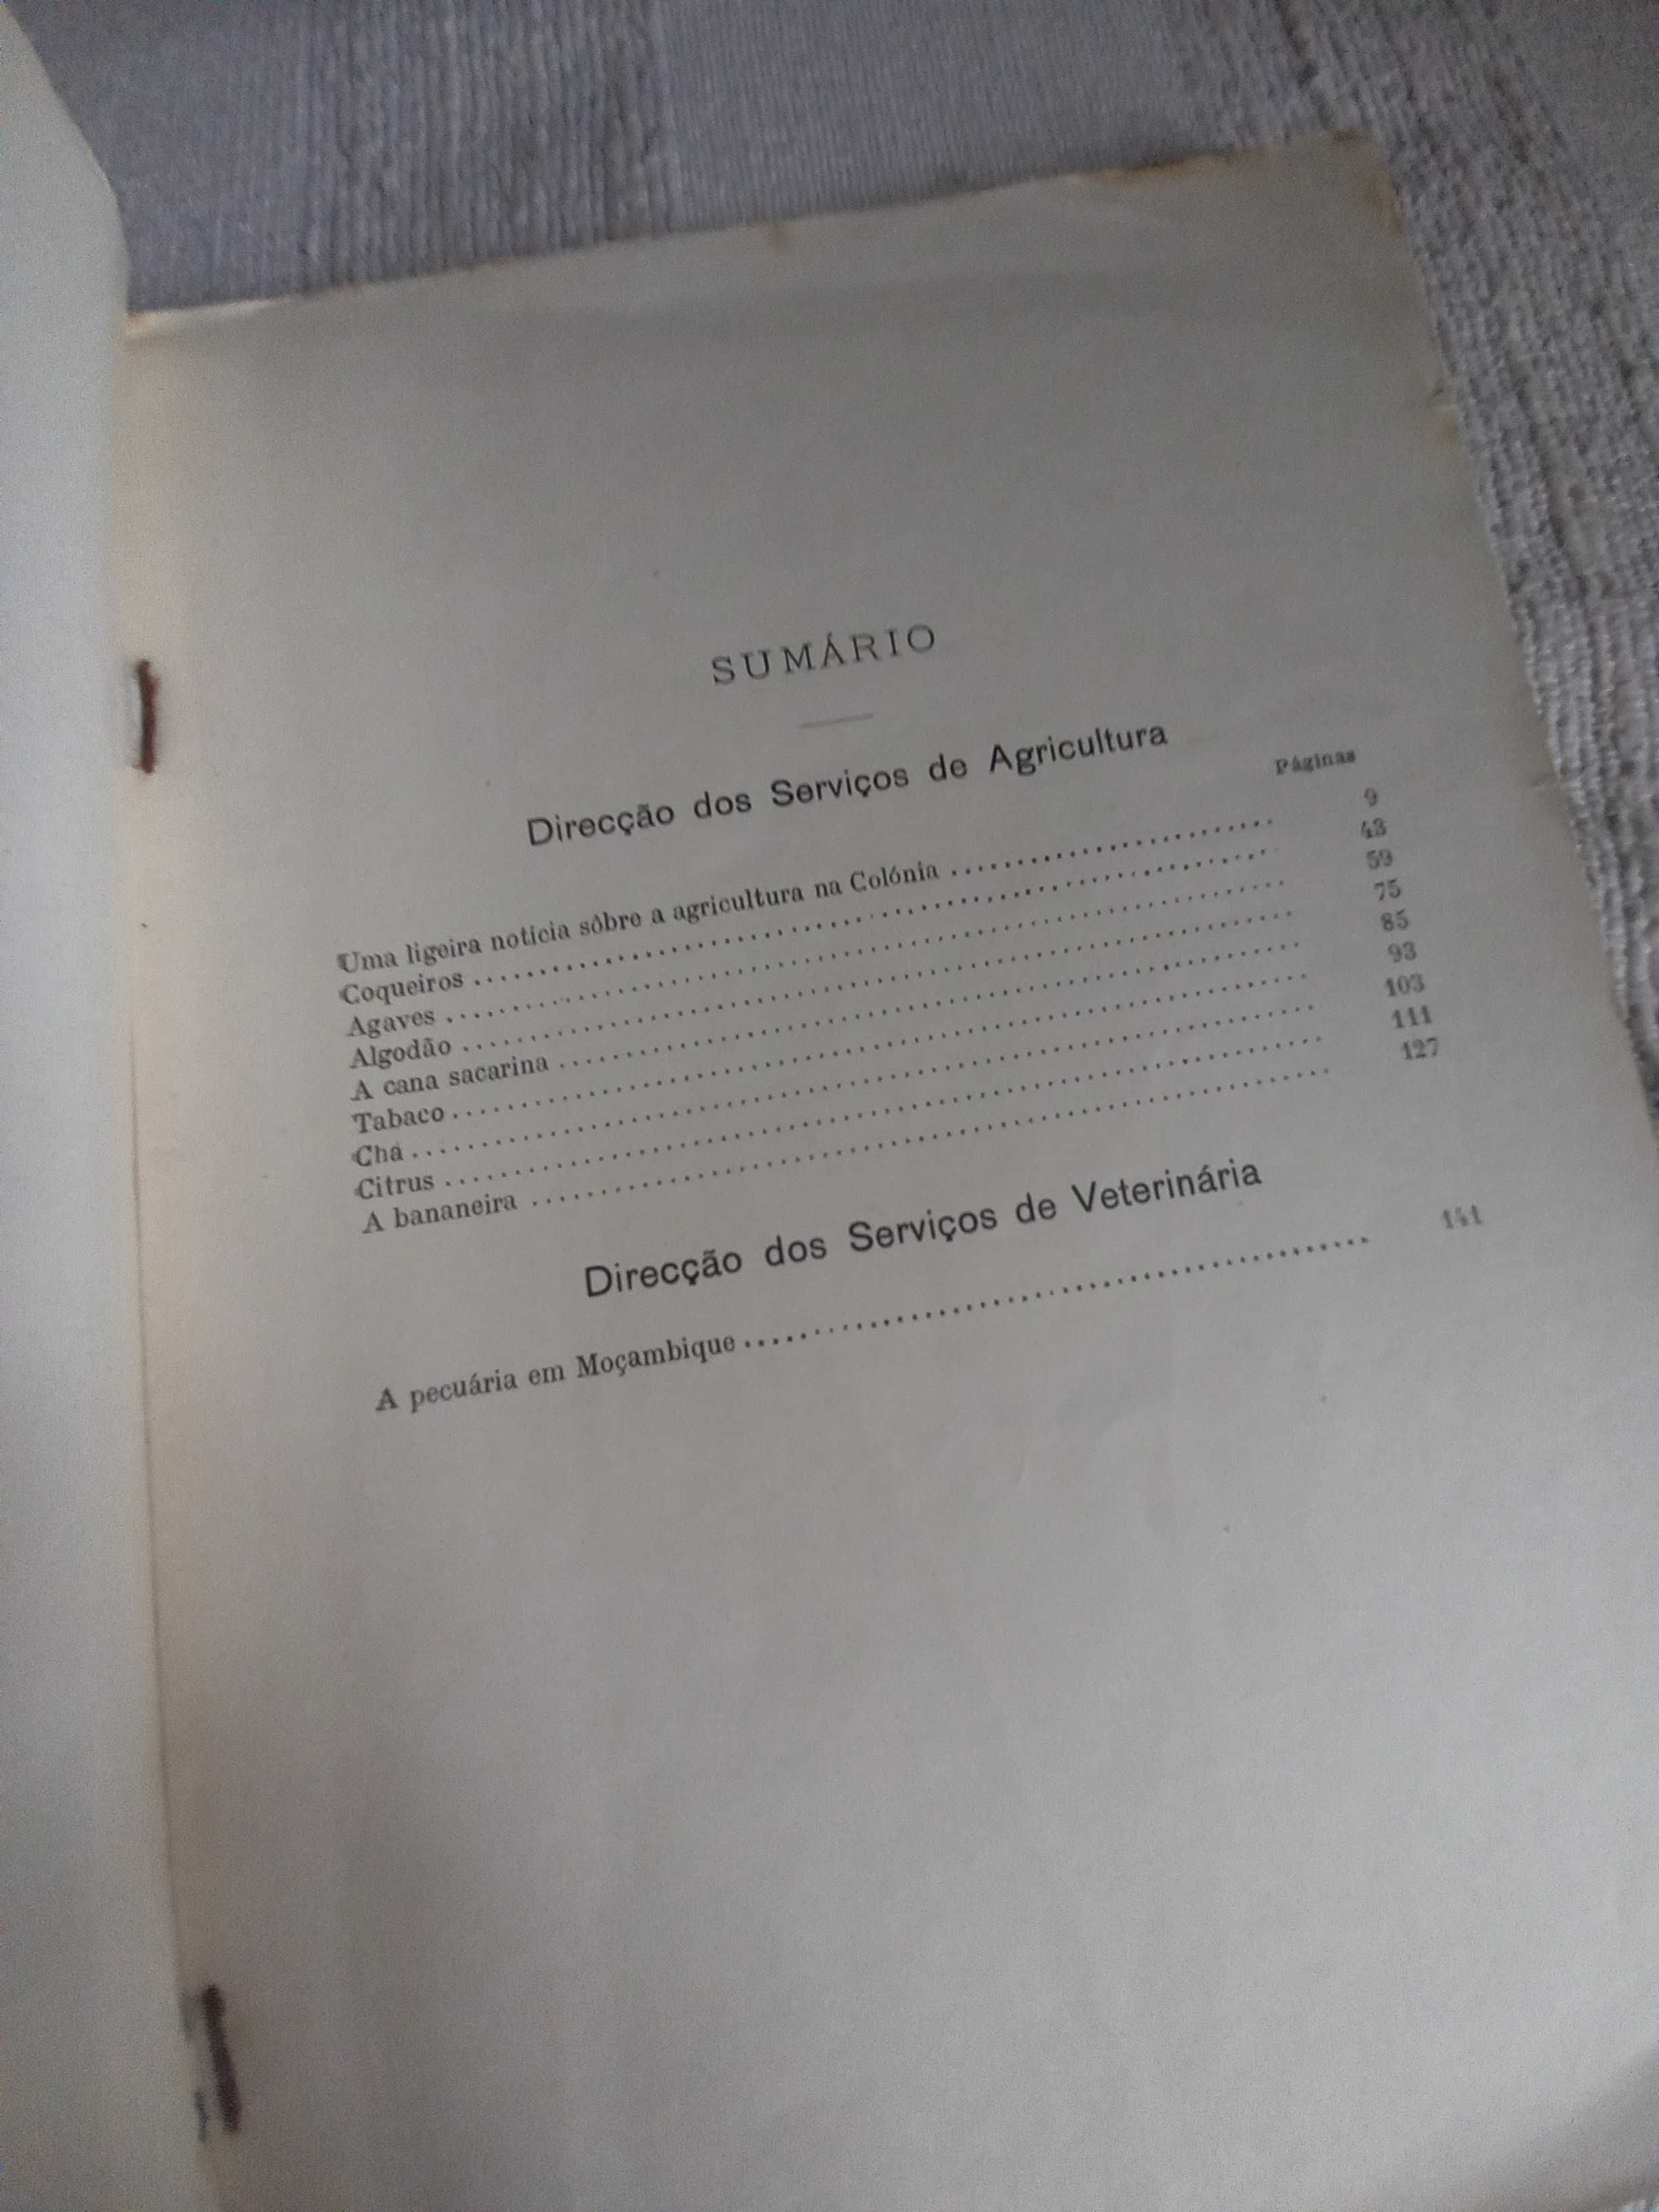 SUMÁRIO
Direcção dos Serviços de Agricultura
Páginas
Uma ligeira notícia sôbre a agricultura na Colónia ........................ 9
Coqueiros ........................ 43
Agaves ........................ 59
Algodão ........................ 75
A cana sacarina ........................ 85
Tabaco ........................ 93
Chá ........................ 103
Citrus ........................ 111
A bananeira ........................ 127
Direcção dos Serviços de Veterinária
A pecuária em Moçambique ........................ 141